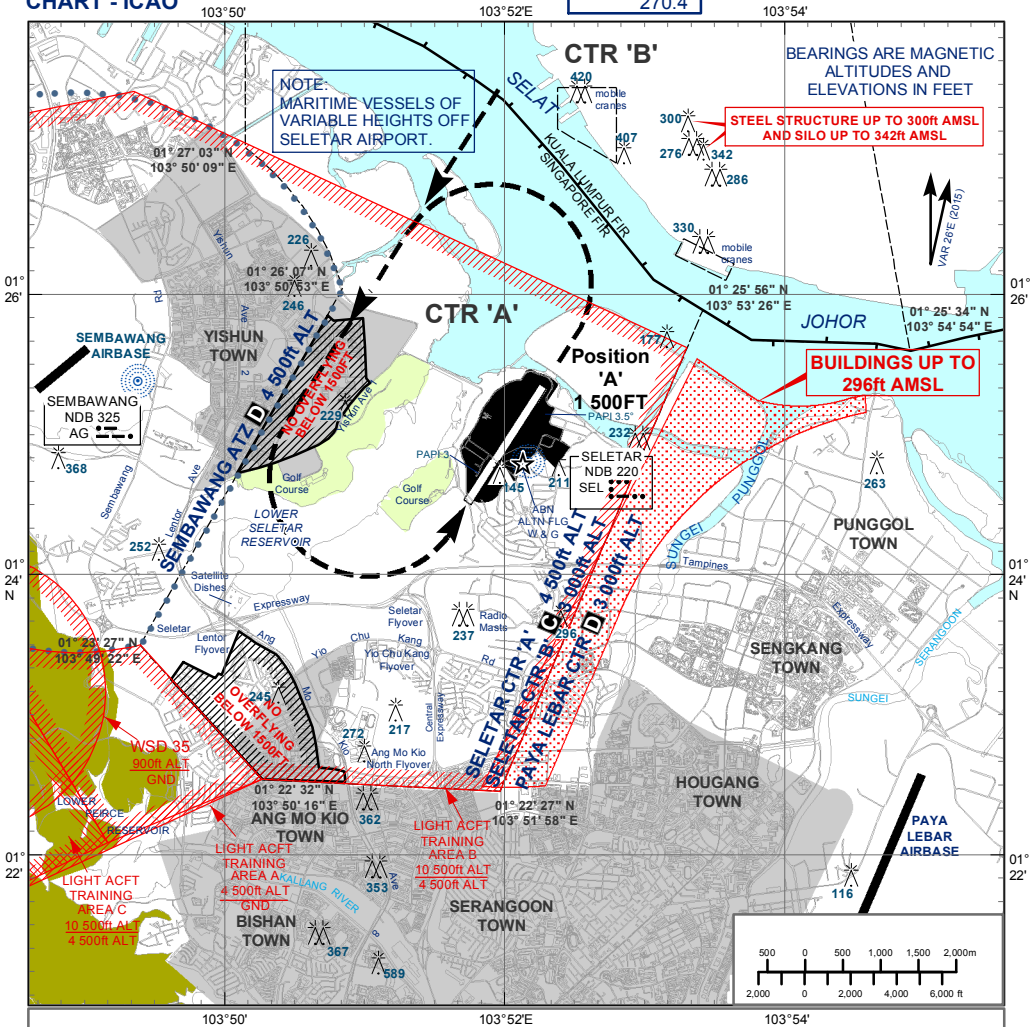 CHART - ICAO
270.4
103°50'
103°52'E
103°54'
CTR 'B'
BEARINGS ARE MAGNETIC
ALTITUDES AND
ELEVATIONS IN FEET
NOTE:
MARITIME VESSELS OF
VARIABLE HEIGHTS OFF
SELETAR AIRPORT.
SELAT
420
mobile
cranes
407
300
STEEL STRUCTURE UP TO 300ft AMSL
AND SILO UP TO 342ft AMSL
276
342
286
KUALA LUMPUR FIR
SINGAPORE FIR
01° 27' 03" N
103° 50' 09" E
VAR 26'E (2015)
330
mobile
cranes
Yishun
226
01° 26' 07" N
103° 50' 53" E
246
01°
26'
01° 25' 56" N
103° 53' 26" E
01°
26'
01° 25' 34" N
103° 54' 54" E
CTR 'A'
JOHOR
Rd
Ave
2
YISHUN
TOWN
SEMBAWANG
AIRBASE
177
Position
'A'
1 500FT
BUILDINGS UP TO
296ft AMSL
SEMBAWANG
NDB 325
AG
NO OVERFLYING
BELOW 1500FT
229
Yishun Ave 1
SEMBAWANG ATZ D 4 500ft ALT
PAPI 3.5°
PAPI 3
232
SELETAR
NDB 220
SEL
145
211
368
263
Sembawang
Ave
Lentor
Golf
Course
Golf
Course
ABN
ALTN FLG
W & G
LOWER
SELETAR
RESERVOIR
PUNGGOL
SUNGEI
PUNGGOL
TOWN
252
Satellite
Dishes
Tampines
01°
24'
N
01°
24'
N
Expressway
Seletar
Seletar
Flyover
Radio
Masts
237
Expressway
SERANGOON
01° 23' 27" N
103° 49' 22" E
Lentor
Flyover
Ang
Mo
Kio
Yio
Chu
Kang
Yio Chu Kang
Flyover
Rd
296
SELETAR CTR 'A' C 4 500ft ALT
SELETAR CTR 'B' 3 000ft ALT
PAYA LEBAR CTR D 3 000ft ALT
SENGKANG
TOWN
SUNGEI
245
NO
OVERFLYING
BELOW 1500FT
217
272
Central
Expressway
Ang Mo Kio
North Flyover
WSD 35
900ft ALT
GND
HOUGANG
TOWN
01° 22' 32" N
103° 50' 16" E
01° 22' 27" N
103° 51' 58" E
362
LOWER
PEIRCE
RESERVOIR
ANG MO KIO
TOWN
LIGHT ACFT
TRAINING
AREA B
10 500ft ALT
4 500ft ALT
PAYA
LEBAR
AIRBASE
LIGHT ACFT
TRAINING
AREA A
4 500ft ALT
GND
01°
22'
01°
22'
353
Ave
8
LIGHT ACFT
TRAINING
AREA C
10 500ft ALT
4 500ft ALT
KALLANG RIVER
116
BISHAN
TOWN
SERANGOON
TOWN
367
589
500 0 500 1,000 1,500 2,000m
2,000 0 2,000 4,000 6,000 ft
103°50'
103°52'E
103°54'